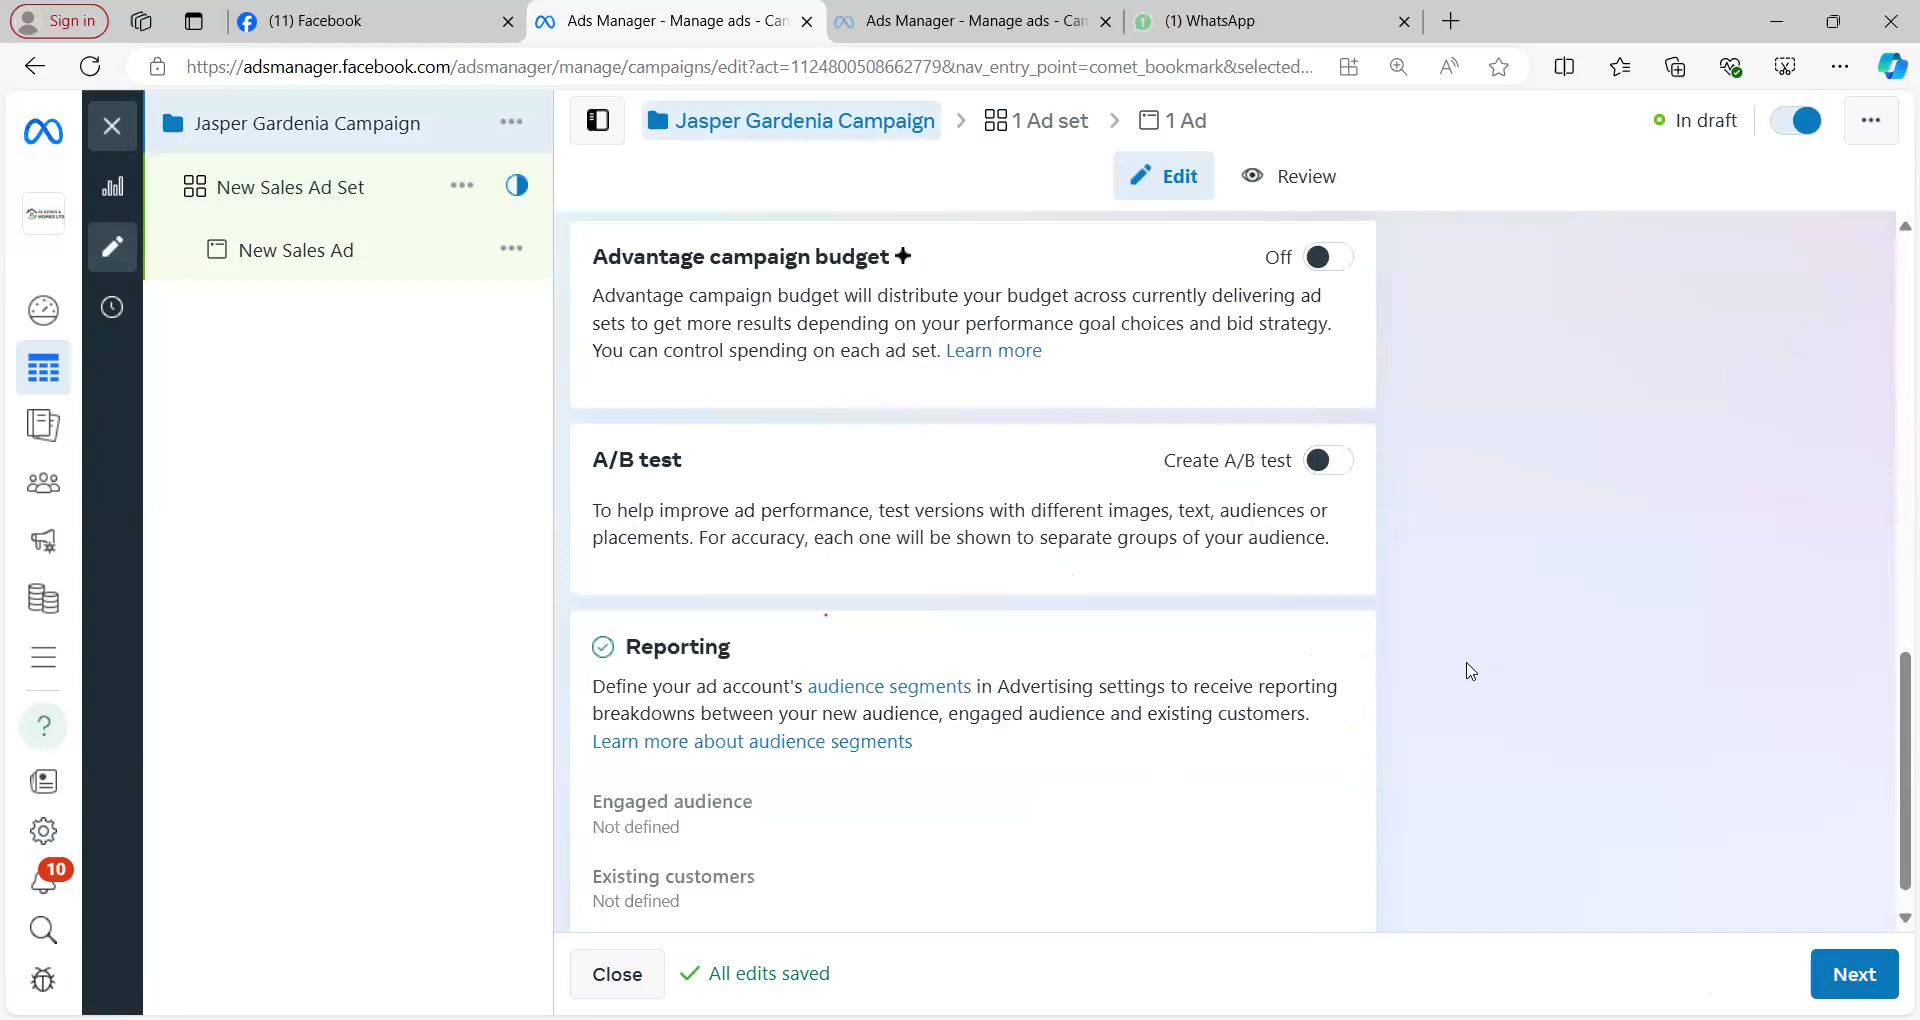 Sign in
(11) Facebook
Ads Manager - Manage ads - Can
Ads Manager - Manage ads - Can
(1) WhatsApp
https://adsmanager.facebook.com/adsmanager/manage/campaigns/edit?act=1124800508662779&nav_entry_point=comet_bookmark&selected...
Jasper Gardenia Campaign
New Sales Ad Set
New Sales Ad
Jasper Gardenia Campaign
1 Ad set
1 Ad
In draft
Edit
Review
Advantage campaign budget
Off
Advantage campaign budget will distribute your budget across currently delivering ad
sets to get more results depending on your performance goal choices and bid strategy.
You can control spending on each ad set. Learn more
A/B test
Create A/B test
To help improve ad performance, test versions with different images, text, audiences or
placements. For accuracy, each one will be shown to separate groups of your audience.
Reporting
Define your ad account's audience segments in Advertising settings to receive reporting
breakdowns between your new audience, engaged audience and existing customers.
Learn more about audience segments
Engaged audience
Not defined
Existing customers
Not defined
10
Close
All edits saved
Next